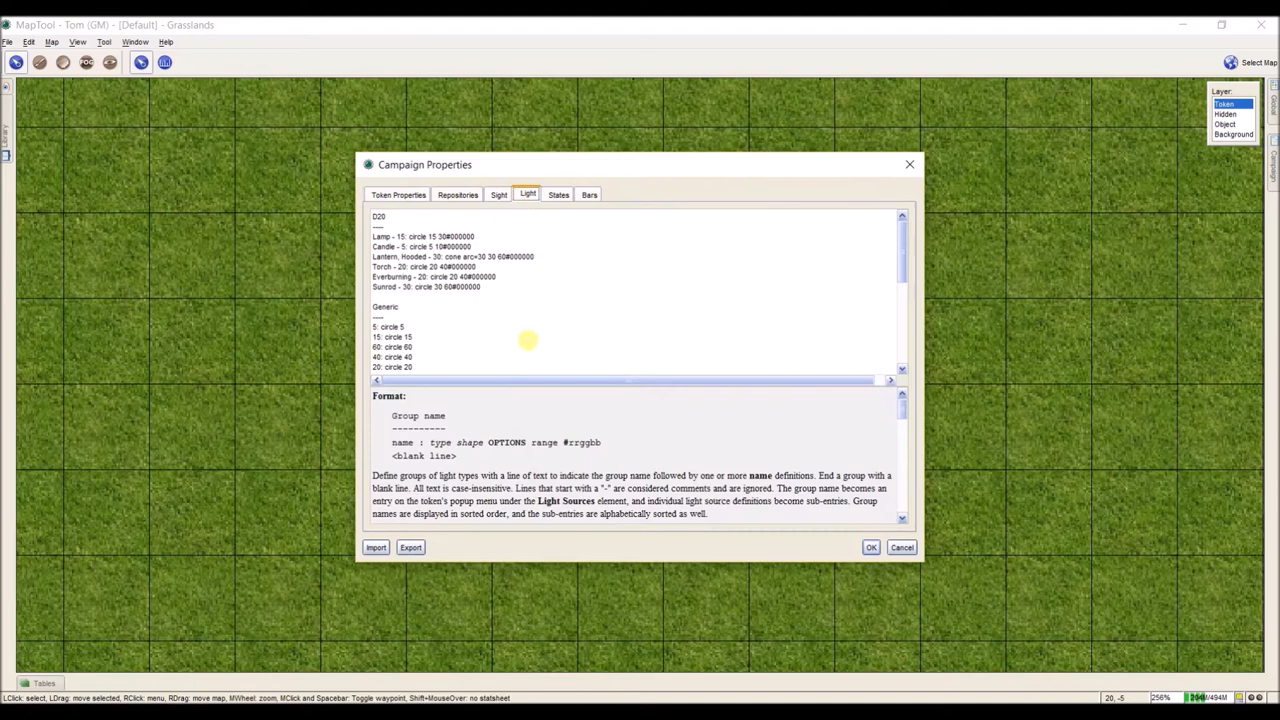 MapTool - Tom (GM) - [Default] - Grasslands
File Edit Map View Tool Window Help
FOG
Select Map
Layer:
Token
Hidden
Object
Background
Library
Global
Campaign
Campaign Properties
Token Properties Repositories Sight Light States Bars
D20
----
Lamp - 15: circle 15 30#000000
Candle - 5: circle 5 10#000000
Lantern, Hooded - 30: cone arc=30 30 60#000000
Torch - 20: circle 20 40#000000
Everburning - 20: circle 20 40#000000
Sunrod - 30: circle 30 60#000000
Generic
----
5: circle 5
15: circle 15
60: circle 60
40: circle 40
20: circle 20
Format:
Group name
----------
name : type shape OPTIONS range #rrggbb
<blank line>
Define groups of light types with a line of text to indicate the group name followed by one or more name definitions. End a group with a
blank line. All text is case-insensitive. Lines that start with a "-" are considered comments and are ignored. The group name becomes an
entry on the token's popup menu under the Light Sources element, and individual light source definitions become sub-entries. Group
names are displayed in sorted order, and the sub-entries are alphabetically sorted as well.
Import Export OK Cancel
Tables
LClick: select, LDrag: move selected, RClick: menu, RDrag: move map, MWheel: zoom, MClick and Spacebar: Toggle waypoint, Shift+MouseOver: no statsheet
20, -5 256% 204M/494M